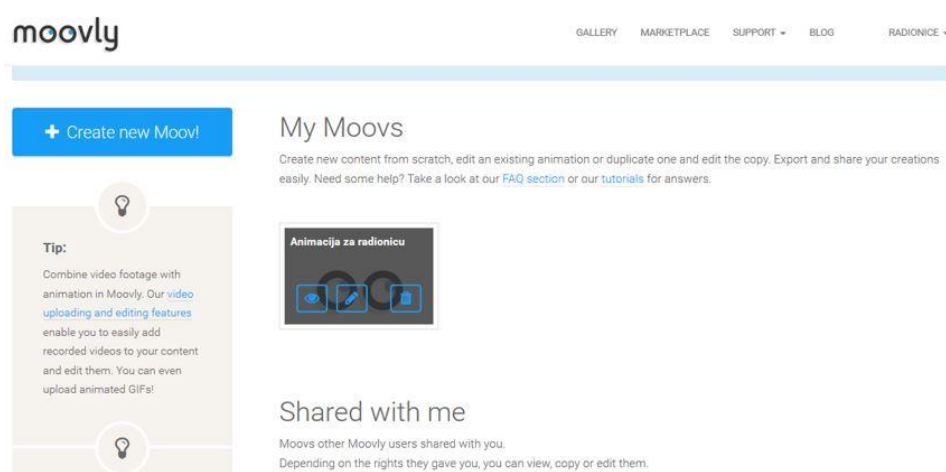 moovly
GALLERY MARKETPLACE SUPPORT BLOG RADIONICE
Create new Moov!
Tip:
Combine video footage with
animation in Moovly. Our video
uploading and editing features
enable you to easily add
recorded videos to your content
and edit them. You can even
upload animated GIFs!
My Moovs
Create new content from scratch, edit an existing animation or duplicate one and edit the copy. Export and share your creations
easily. Need some help? Take a look at our FAQ section or our tutorials for answers.
Animacija za radionicu
Shared with me
Moovs other Moovly users shared with you.
Depending on the rights they gave you, you can view, copy or edit them.